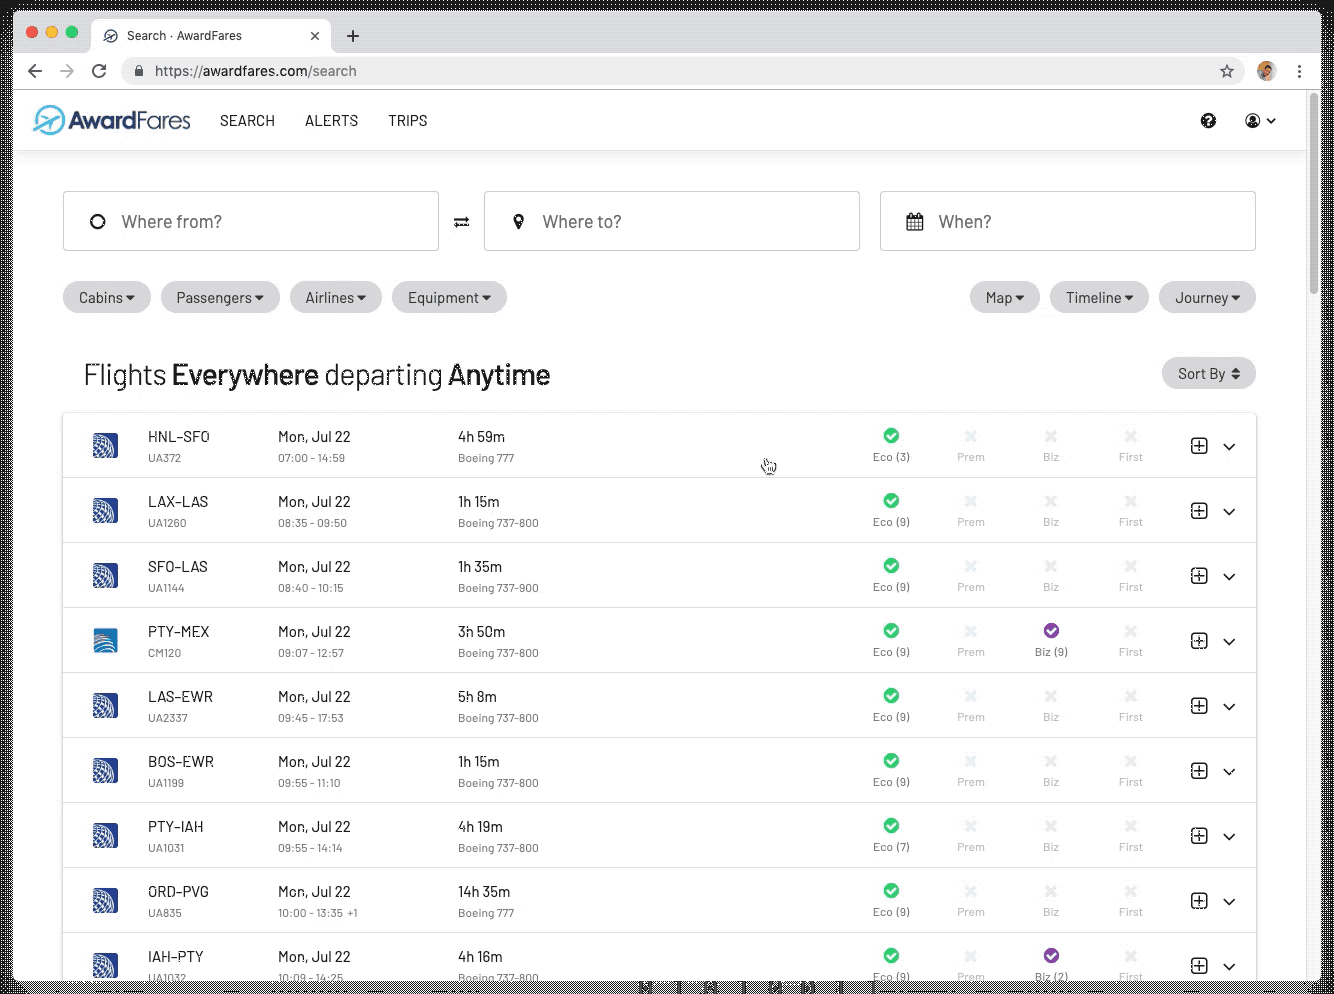 Search · AwardFares
https://awardfares.com/search
AwardFares SEARCH ALERTS TRIPS
Where from? Where to? When?
Cabins Passengers Airlines Equipment Map Timeline Journey
Flights Everywhere departing Anytime Sort By
HNL–SFO Mon, Jul 22 4h 59m
UA372 07:00 - 14:59 Boeing 777 Eco (3) Prem Biz First
LAX–LAS Mon, Jul 22 1h 15m
UA1260 08:35 - 09:50 Boeing 737-800 Eco (9) Prem Biz First
SFO–LAS Mon, Jul 22 1h 35m
UA1144 08:40 - 10:15 Boeing 737-900 Eco (9) Prem Biz First
PTY–MEX Mon, Jul 22 3h 50m
CM120 09:07 - 12:57 Boeing 737-800 Eco (9) Prem Biz (9) First
LAS–EWR Mon, Jul 22 5h 8m
UA2337 09:45 - 17:53 Boeing 737-800 Eco (9) Prem Biz First
BOS–EWR Mon, Jul 22 1h 15m
UA1199 09:55 - 11:10 Boeing 737-800 Eco (9) Prem Biz First
PTY–IAH Mon, Jul 22 4h 19m
UA1031 09:55 - 14:14 Boeing 737-800 Eco (7) Prem Biz First
ORD–PVG Mon, Jul 22 14h 35m
UA835 10:00 - 13:35 +1 Boeing 777 Eco (9) Prem Biz First
IAH–PTY Mon, Jul 22 4h 16m
UA1032 10:09 - 14:25 Boeing 737-800 Eco (9) Prem Biz (2) First